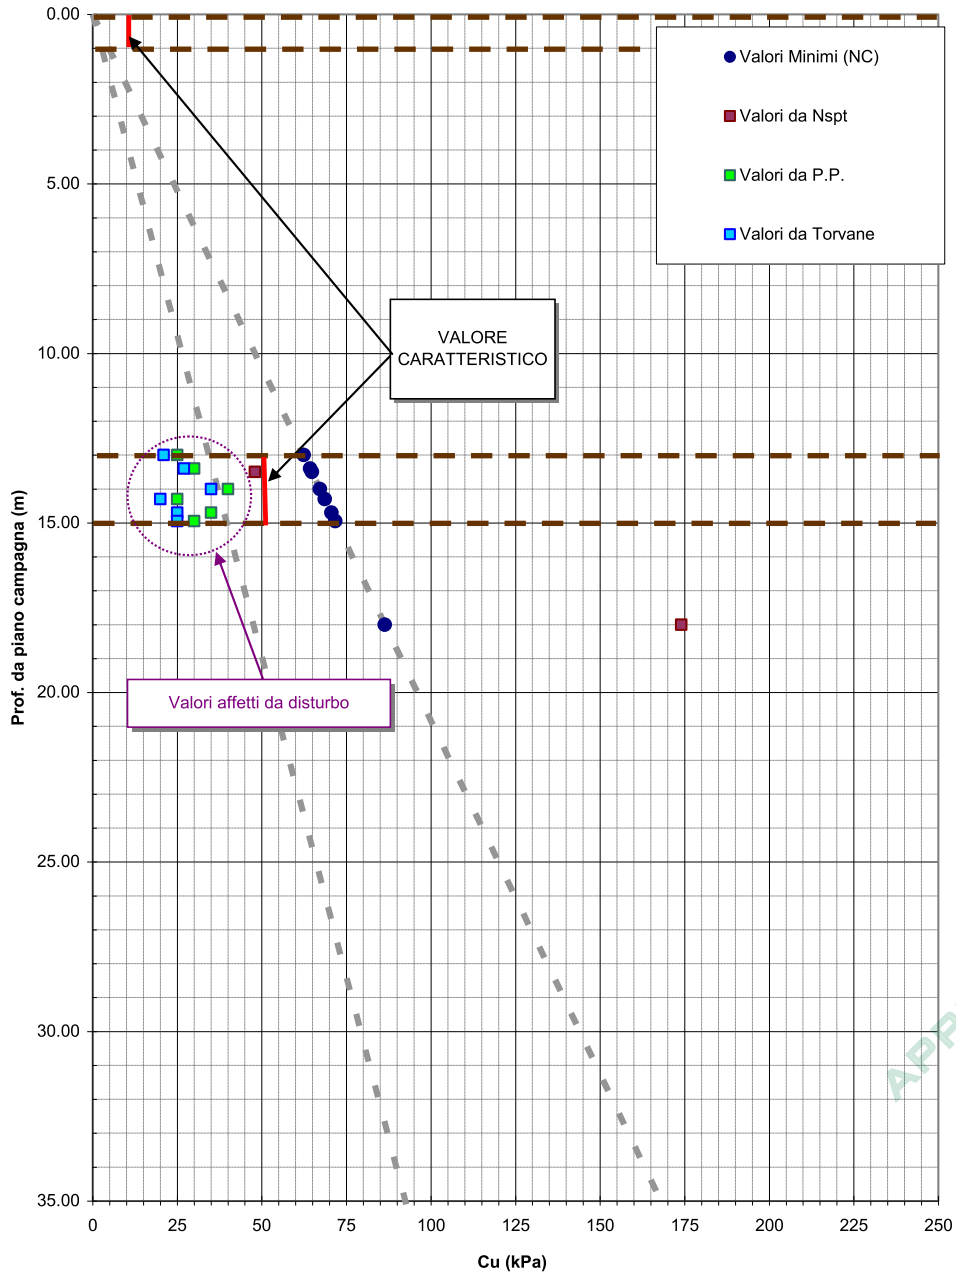 0.00
5.00
10.00
15.00
20.00
25.00
30.00
35.00
Prof. da piano campagna (m)
Valori Minimi (NC)
Valori da Nspt
Valori da P.P.
Valori da Torvane
VALORE
CARATTERISTICO
Valori affetti da disturbo
0
25
50
75
100
125
150
175
200
225
250
Cu (kPa)